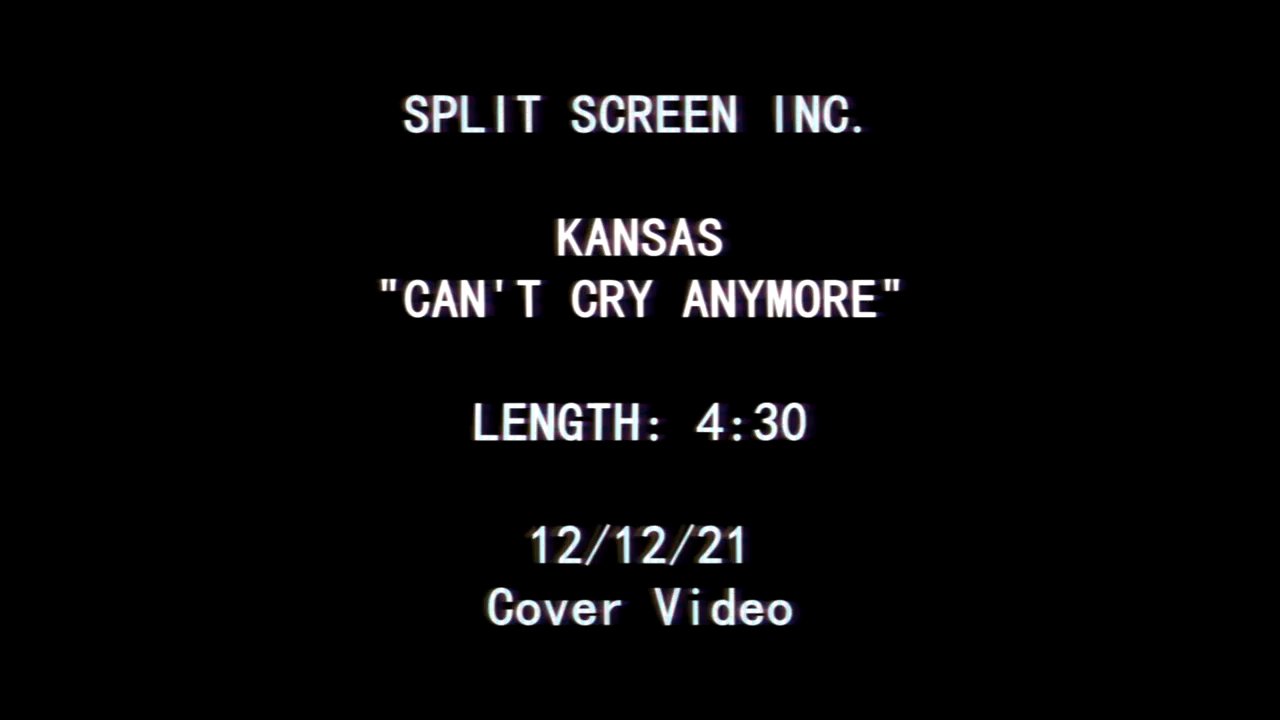 SPLIT SCREEN INC.
KANSAS
"CAN'T CRY ANYMORE"
LENGTH: 4:30
12/12/21
Cover Video